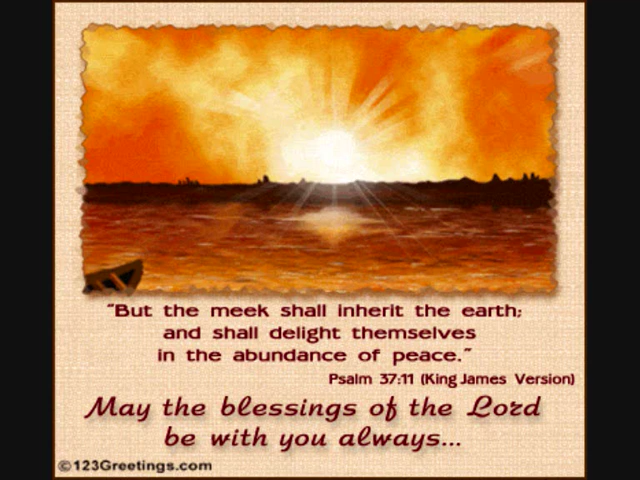 "But the meek shall inherit the earth;
and shall delight themselves
in the abundance of peace."
Psalm 37:11 (King James Version)
May the blessings of the Lord
be with you always...
©123Greetings.com